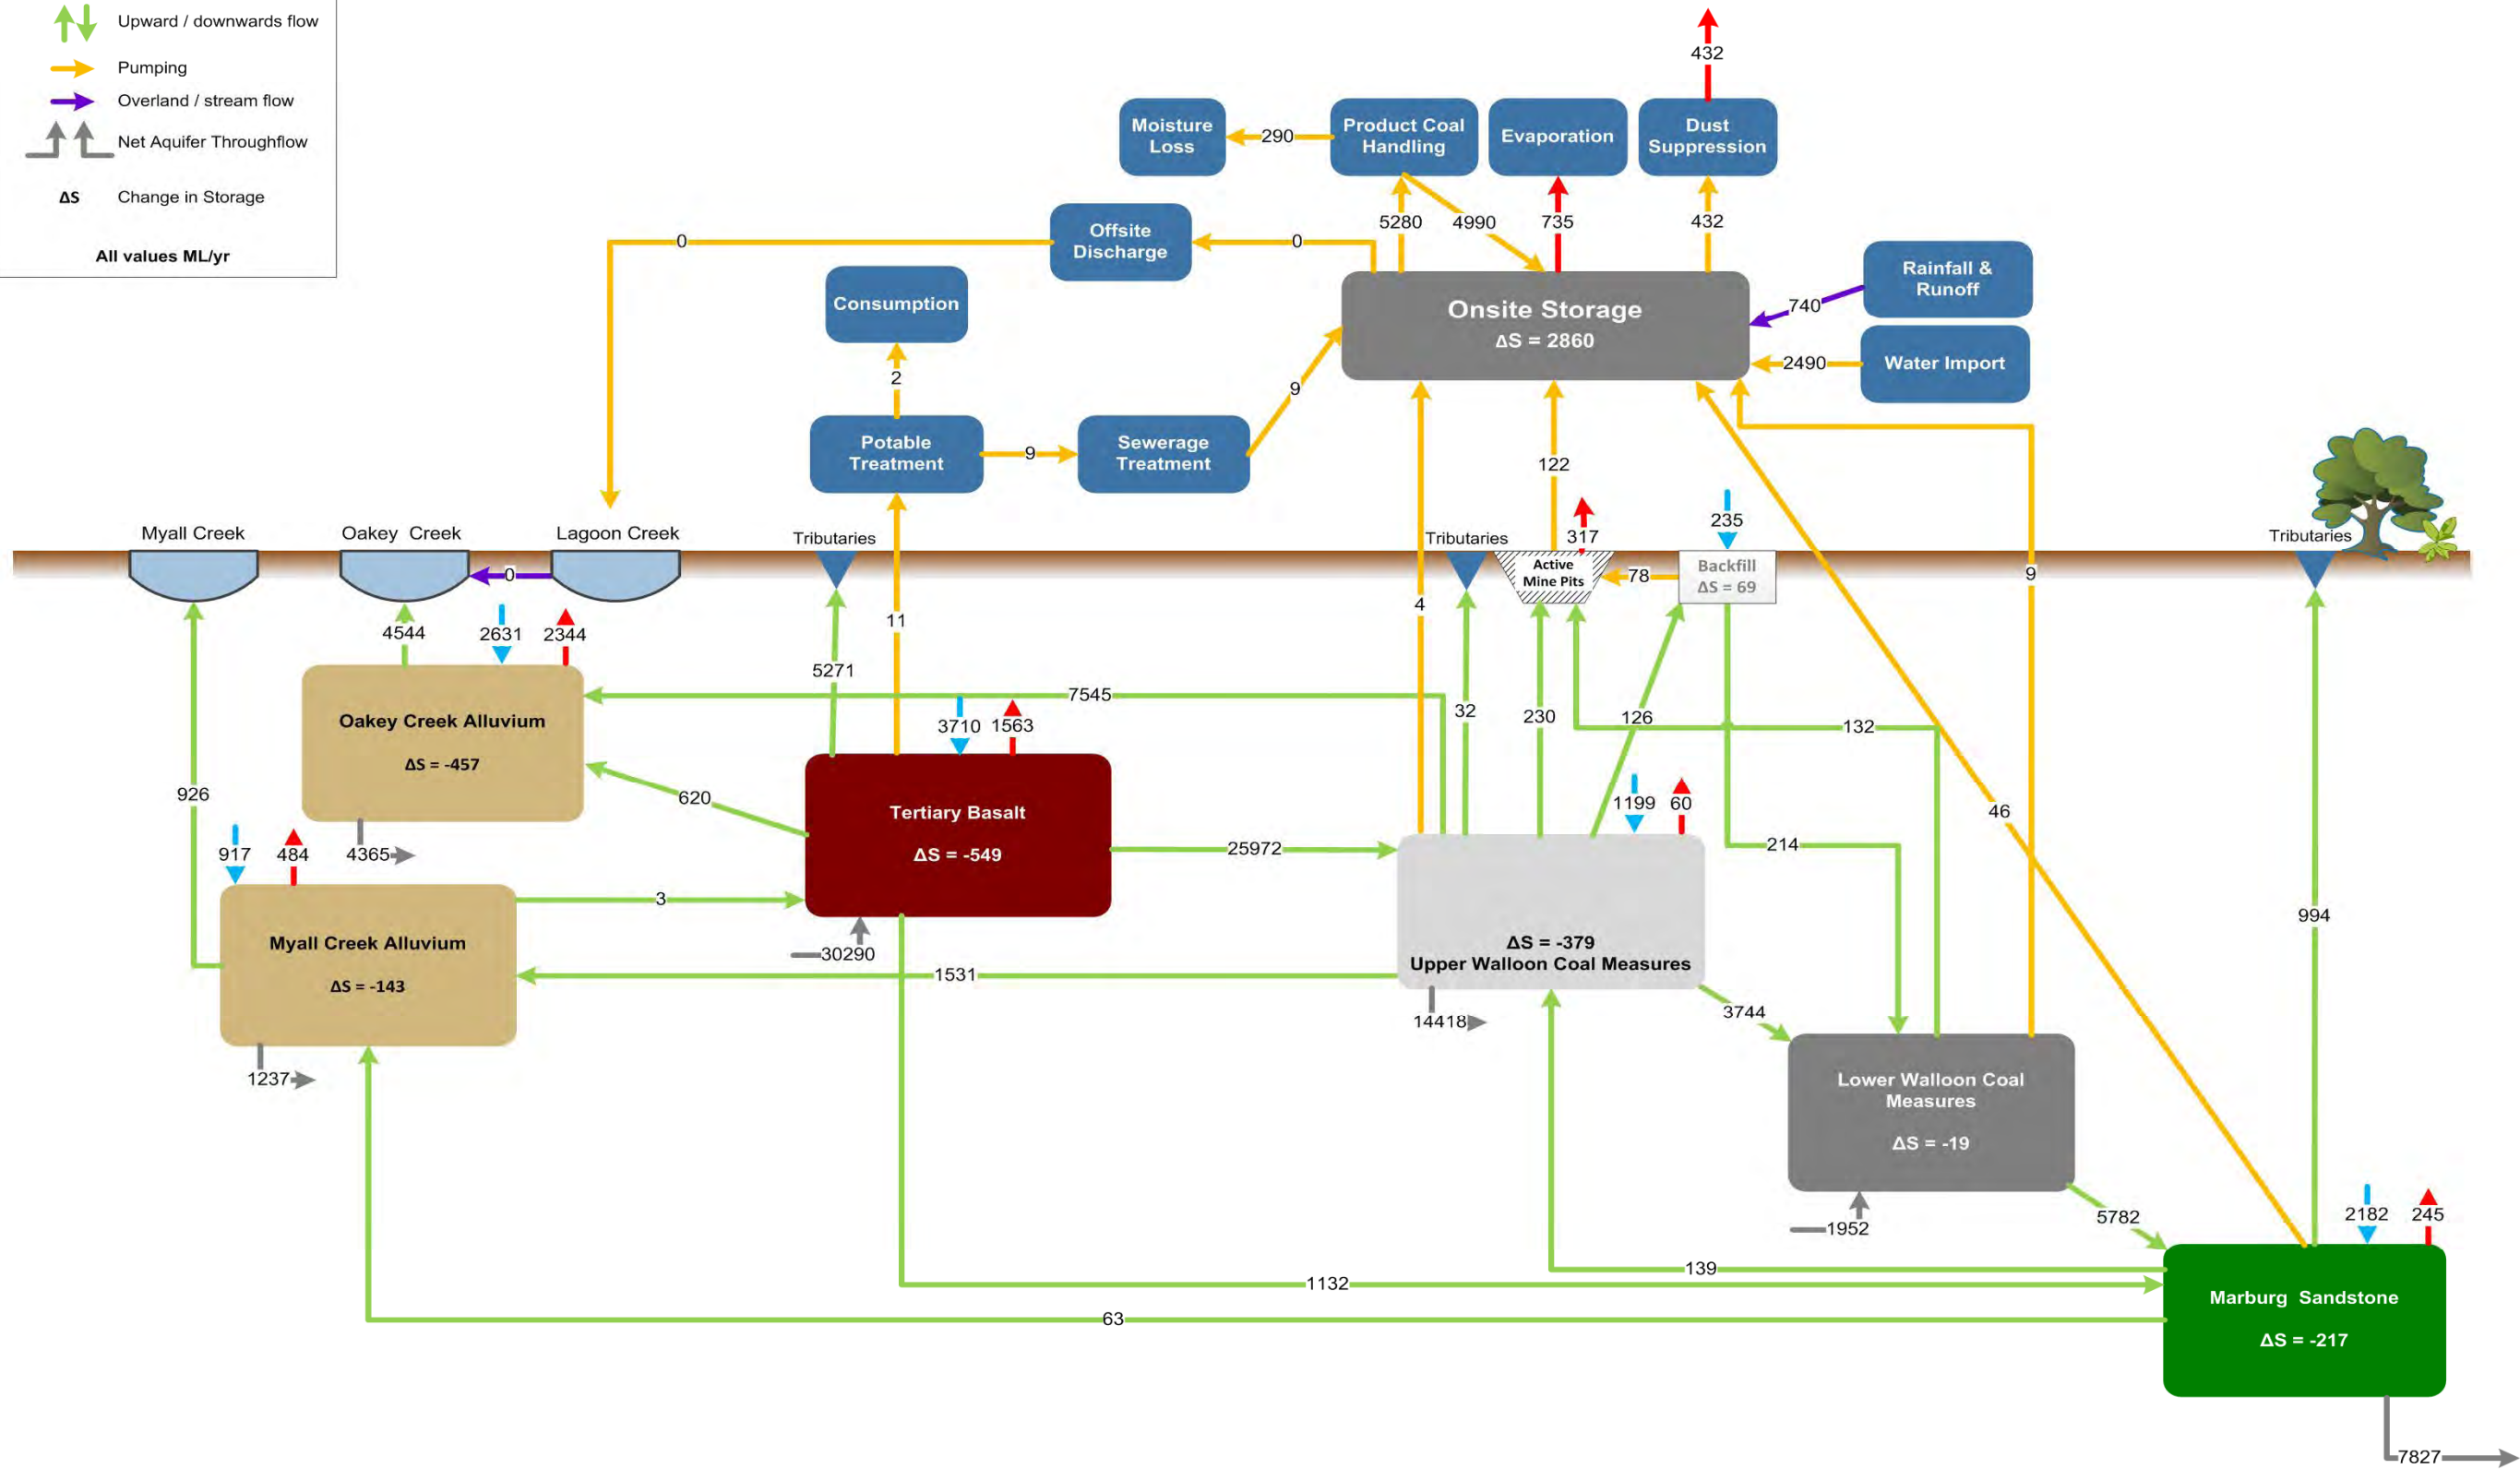 Upward / downwards flow
Pumping
Overland / stream flow
Net Aquifer Throughflow
ΔS Change in Storage
All values ML/yr
432
Moisture
Loss
290
Product Coal
Handling
Evaporation
Dust
Suppression
5280
4990
735
432
0
Offsite
Discharge
0
Rainfall &
Runoff
740
Consumption
Onsite Storage
ΔS = 2860
2490
Water Import
2
9
Potable
Treatment
9
Sewerage
Treatment
122
235
Myall Creek
Oakey Creek
Lagoon Creek
Tributaries
Tributaries
317
Tributaries
0
Active
Mine Pits
78
Backfill
ΔS = 69
9
4
11
4544
2631
2344
5271
7545
32
230
126
132
Oakey Creek Alluvium
ΔS = -457
3710
1563
620
926
46
Tertiary Basalt
ΔS = -549
1199
60
917
484
4365
25972
214
3
994
Myall Creek Alluvium
ΔS = -143
30290
1531
ΔS = -379
Upper Walloon Coal Measures
14418
3744
1237
Lower Walloon Coal
Measures
ΔS = -19
1952
5782
2182
245
139
1132
63
Marburg Sandstone
ΔS = -217
7827